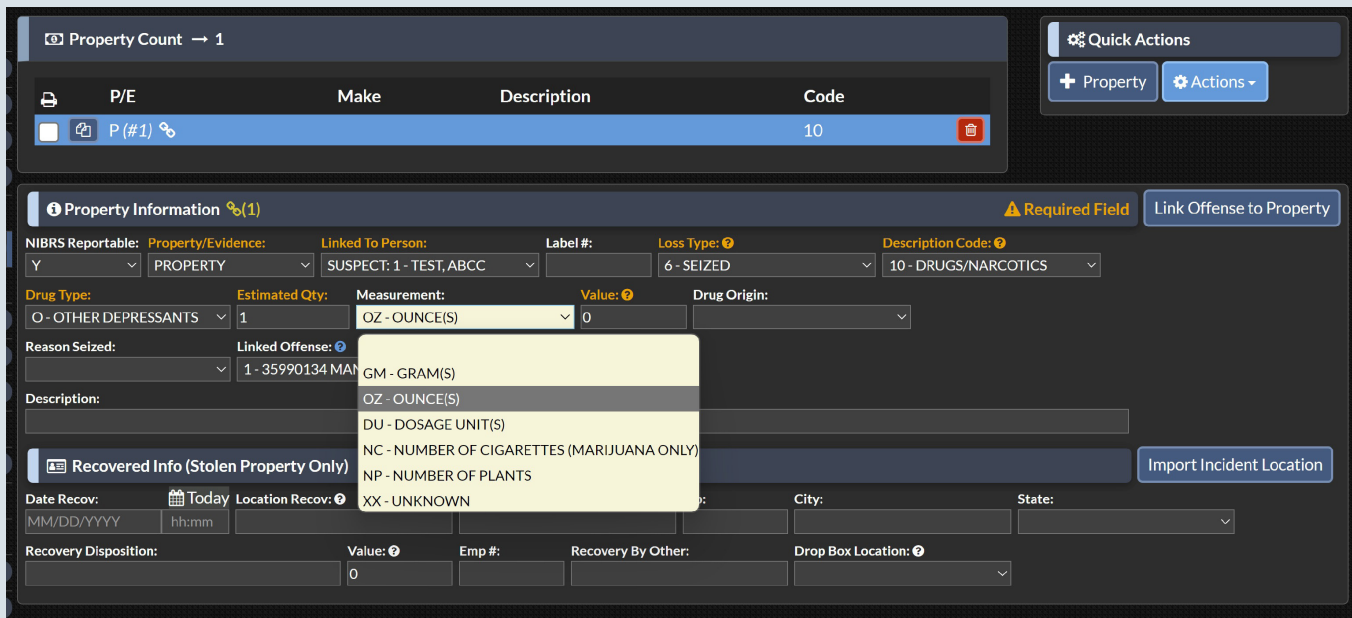 Property Count → 1
Quick Actions
Property
Actions
P/E Make Description Code
P (#1) 10
Property Information (1)
Required Field
Link Offense to Property
NIBRS Reportable: Property/Evidence: Linked To Person: Label #: Loss Type: Description Code:
Y PROPERTY SUSPECT: 1 - TEST, ABCC 6 - SEIZED 10 - DRUGS/NARCOTICS
Drug Type: Estimated Qty: Measurement: Value: Drug Origin:
O - OTHER DEPRESSANTS 1 OZ - OUNCE(S) 0
Reason Seized: Linked Offense:
1 - 35990134 MAN
GM - GRAM(S)
OZ - OUNCE(S)
Description:
DU - DOSAGE UNIT(S)
NC - NUMBER OF CIGARETTES (MARIJUANA ONLY)
NP - NUMBER OF PLANTS
XX - UNKNOWN
Recovered Info (Stolen Property Only)
Import Incident Location
Date Recov: Today Location Recov: City: State:
MM/DD/YYYY hh:mm
Recovery Disposition: Value: Emp #: Recovery By Other: Drop Box Location:
0